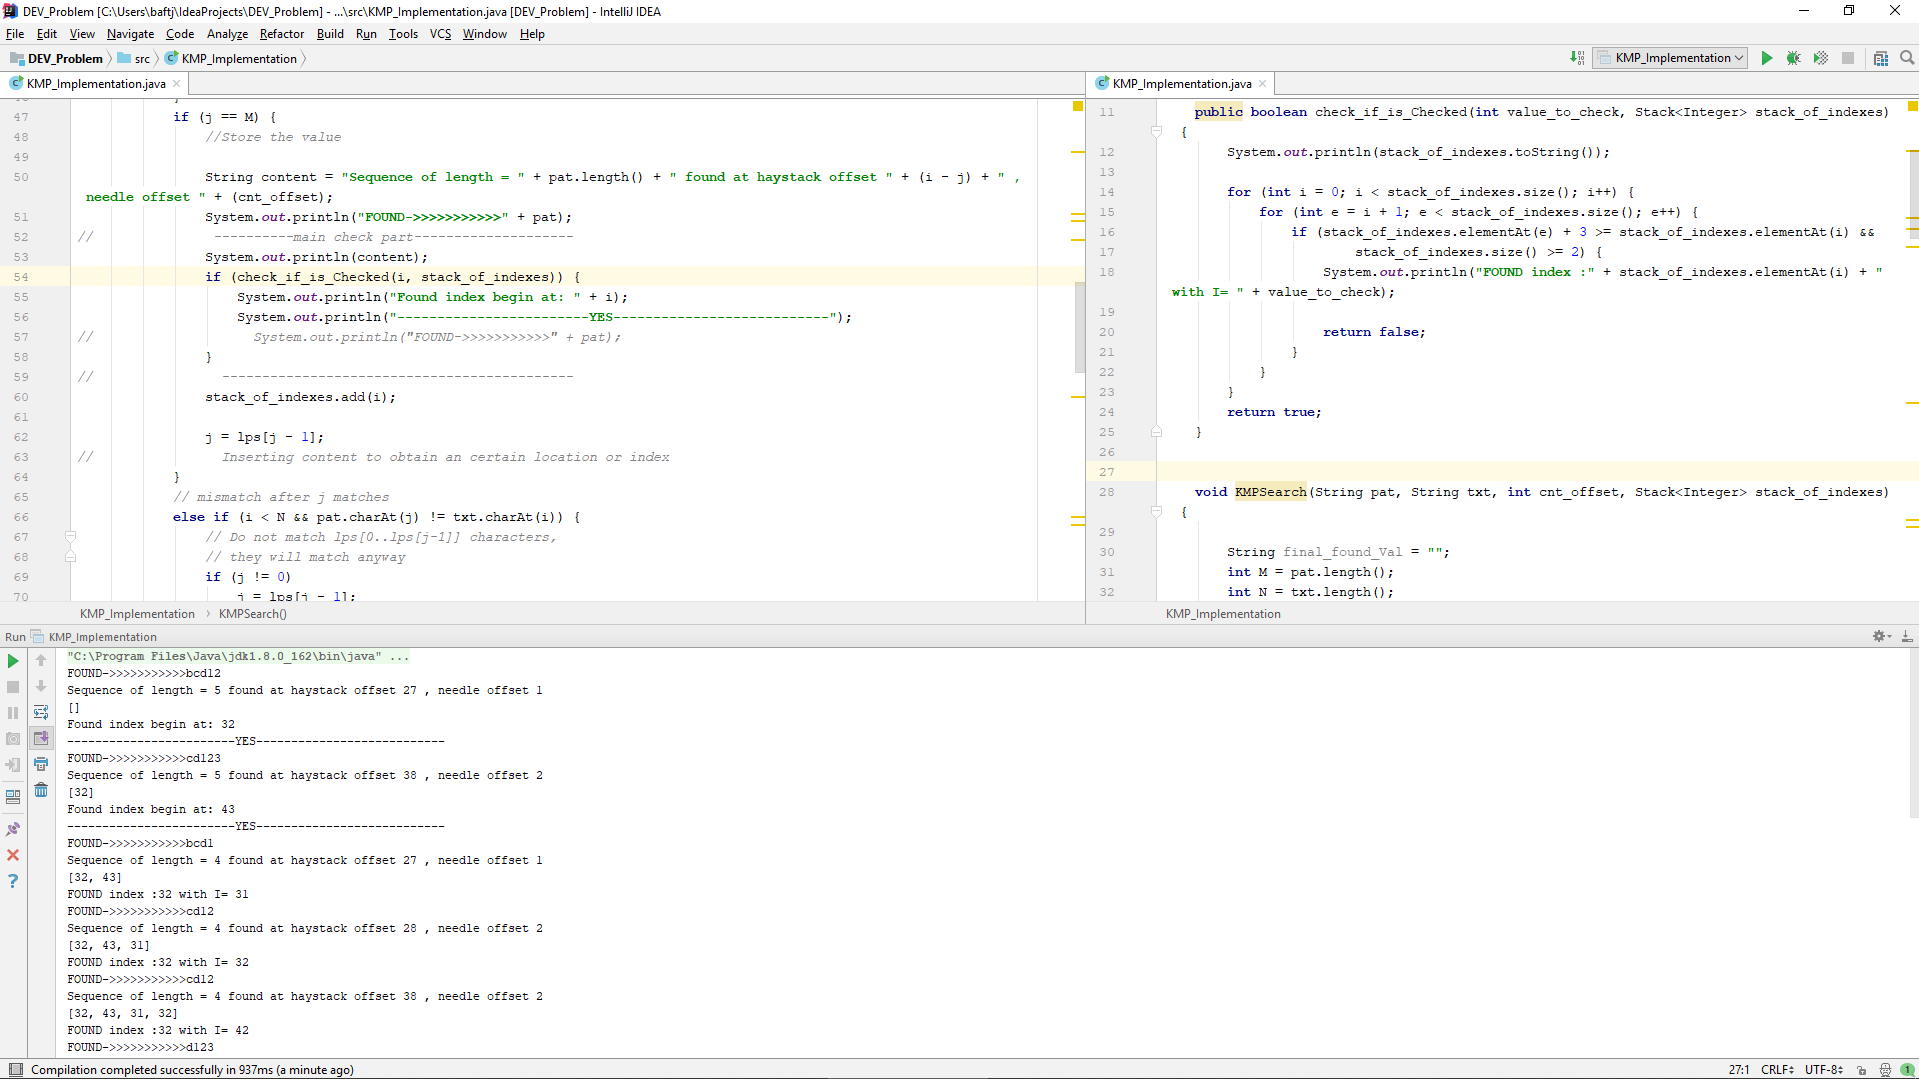 DEV_Problem [C:\Users\baftj\IdeaProjects\DEV_Problem] - ...\src\KMP_Implementation.java [DEV_Problem] - IntelliJ IDEA
File Edit View Navigate Code Analyze Refactor Build Run Tools VCS Window Help
DEV_Problem src KMP_Implementation KMP_Implementation
KMP_Implementation.java
47 if (j == M) {
48 //Store the value
49
50 String content = "Sequence of length = " + pat.length() + " found at haystack offset " + (i - j) + " ,
needle offset " + (cnt_offset);
51 System.out.println("FOUND->>>>>>>>>>>" + pat);
52 // ----------main check part--------------------
53 System.out.println(content);
54 if (check_if_is_Checked(i, stack_of_indexes)) {
55 System.out.println("Found index begin at: " + i);
56 System.out.println("------------------------YES---------------------------");
57 // System.out.println("FOUND->>>>>>>>>>>" + pat);
58 }
59 // --------------------------------------------
60 stack_of_indexes.add(i);
61
62 j = lps[j - 1];
63 // Inserting content to obtain an certain location or index
64 }
65 // mismatch after j matches
66 else if (i < N && pat.charAt(j) != txt.charAt(i)) {
67 // Do not match lps[0..lps[j-1]] characters,
68 // they will match anyway
69 if (j != 0)
70 j = lps[j - 1];
KMP_Implementation › KMPSearch()
KMP_Implementation.java
11 public boolean check_if_is_Checked(int value_to_check, Stack<Integer> stack_of_indexes)
{
12 System.out.println(stack_of_indexes.toString());
13
14 for (int i = 0; i < stack_of_indexes.size(); i++) {
15 for (int e = i + 1; e < stack_of_indexes.size(); e++) {
16 if (stack_of_indexes.elementAt(e) + 3 >= stack_of_indexes.elementAt(i) &&
17 stack_of_indexes.size() >= 2) {
18 System.out.println("FOUND index :" + stack_of_indexes.elementAt(i) + "
with I= " + value_to_check);
19
20 return false;
21 }
22 }
23 }
24 return true;
25 }
26
27
28 void KMPSearch(String pat, String txt, int cnt_offset, Stack<Integer> stack_of_indexes)
{
29
30 String final_found_Val = "";
31 int M = pat.length();
32 int N = txt.length();
KMP_Implementation
Run KMP_Implementation
"C:\Program Files\Java\jdk1.8.0_162\bin\java" ...
FOUND->>>>>>>>>>>bcd12
Sequence of length = 5 found at haystack offset 27 , needle offset 1
[]
Found index begin at: 32
------------------------YES---------------------------
FOUND->>>>>>>>>>>cd123
Sequence of length = 5 found at haystack offset 38 , needle offset 2
[32]
Found index begin at: 43
------------------------YES---------------------------
FOUND->>>>>>>>>>>bcd1
Sequence of length = 4 found at haystack offset 27 , needle offset 1
[32, 43]
FOUND index :32 with I= 31
FOUND->>>>>>>>>>>cd12
Sequence of length = 4 found at haystack offset 28 , needle offset 2
[32, 43, 31]
FOUND index :32 with I= 32
FOUND->>>>>>>>>>>cd12
Sequence of length = 4 found at haystack offset 38 , needle offset 2
[32, 43, 31, 32]
FOUND index :32 with I= 42
FOUND->>>>>>>>>>>d123
Compilation completed successfully in 937ms (a minute ago)
27:1 CRLF UTF-8 1